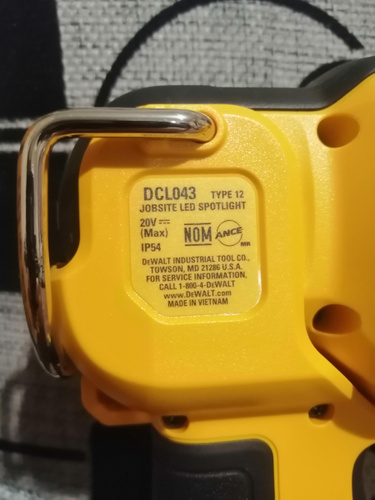 DCL043 TYPE 12
JOBSITE LED SPOTLIGHT
20V ⎓
(Max)
IP54
NOM ANCE MR
DEWALT INDUSTRIAL TOOL CO.,
TOWSON, MD 21286 U.S.A.
FOR SERVICE INFORMATION,
CALL 1-800-4-DEWALT
www.DEWALT.com
MADE IN VIETNAM